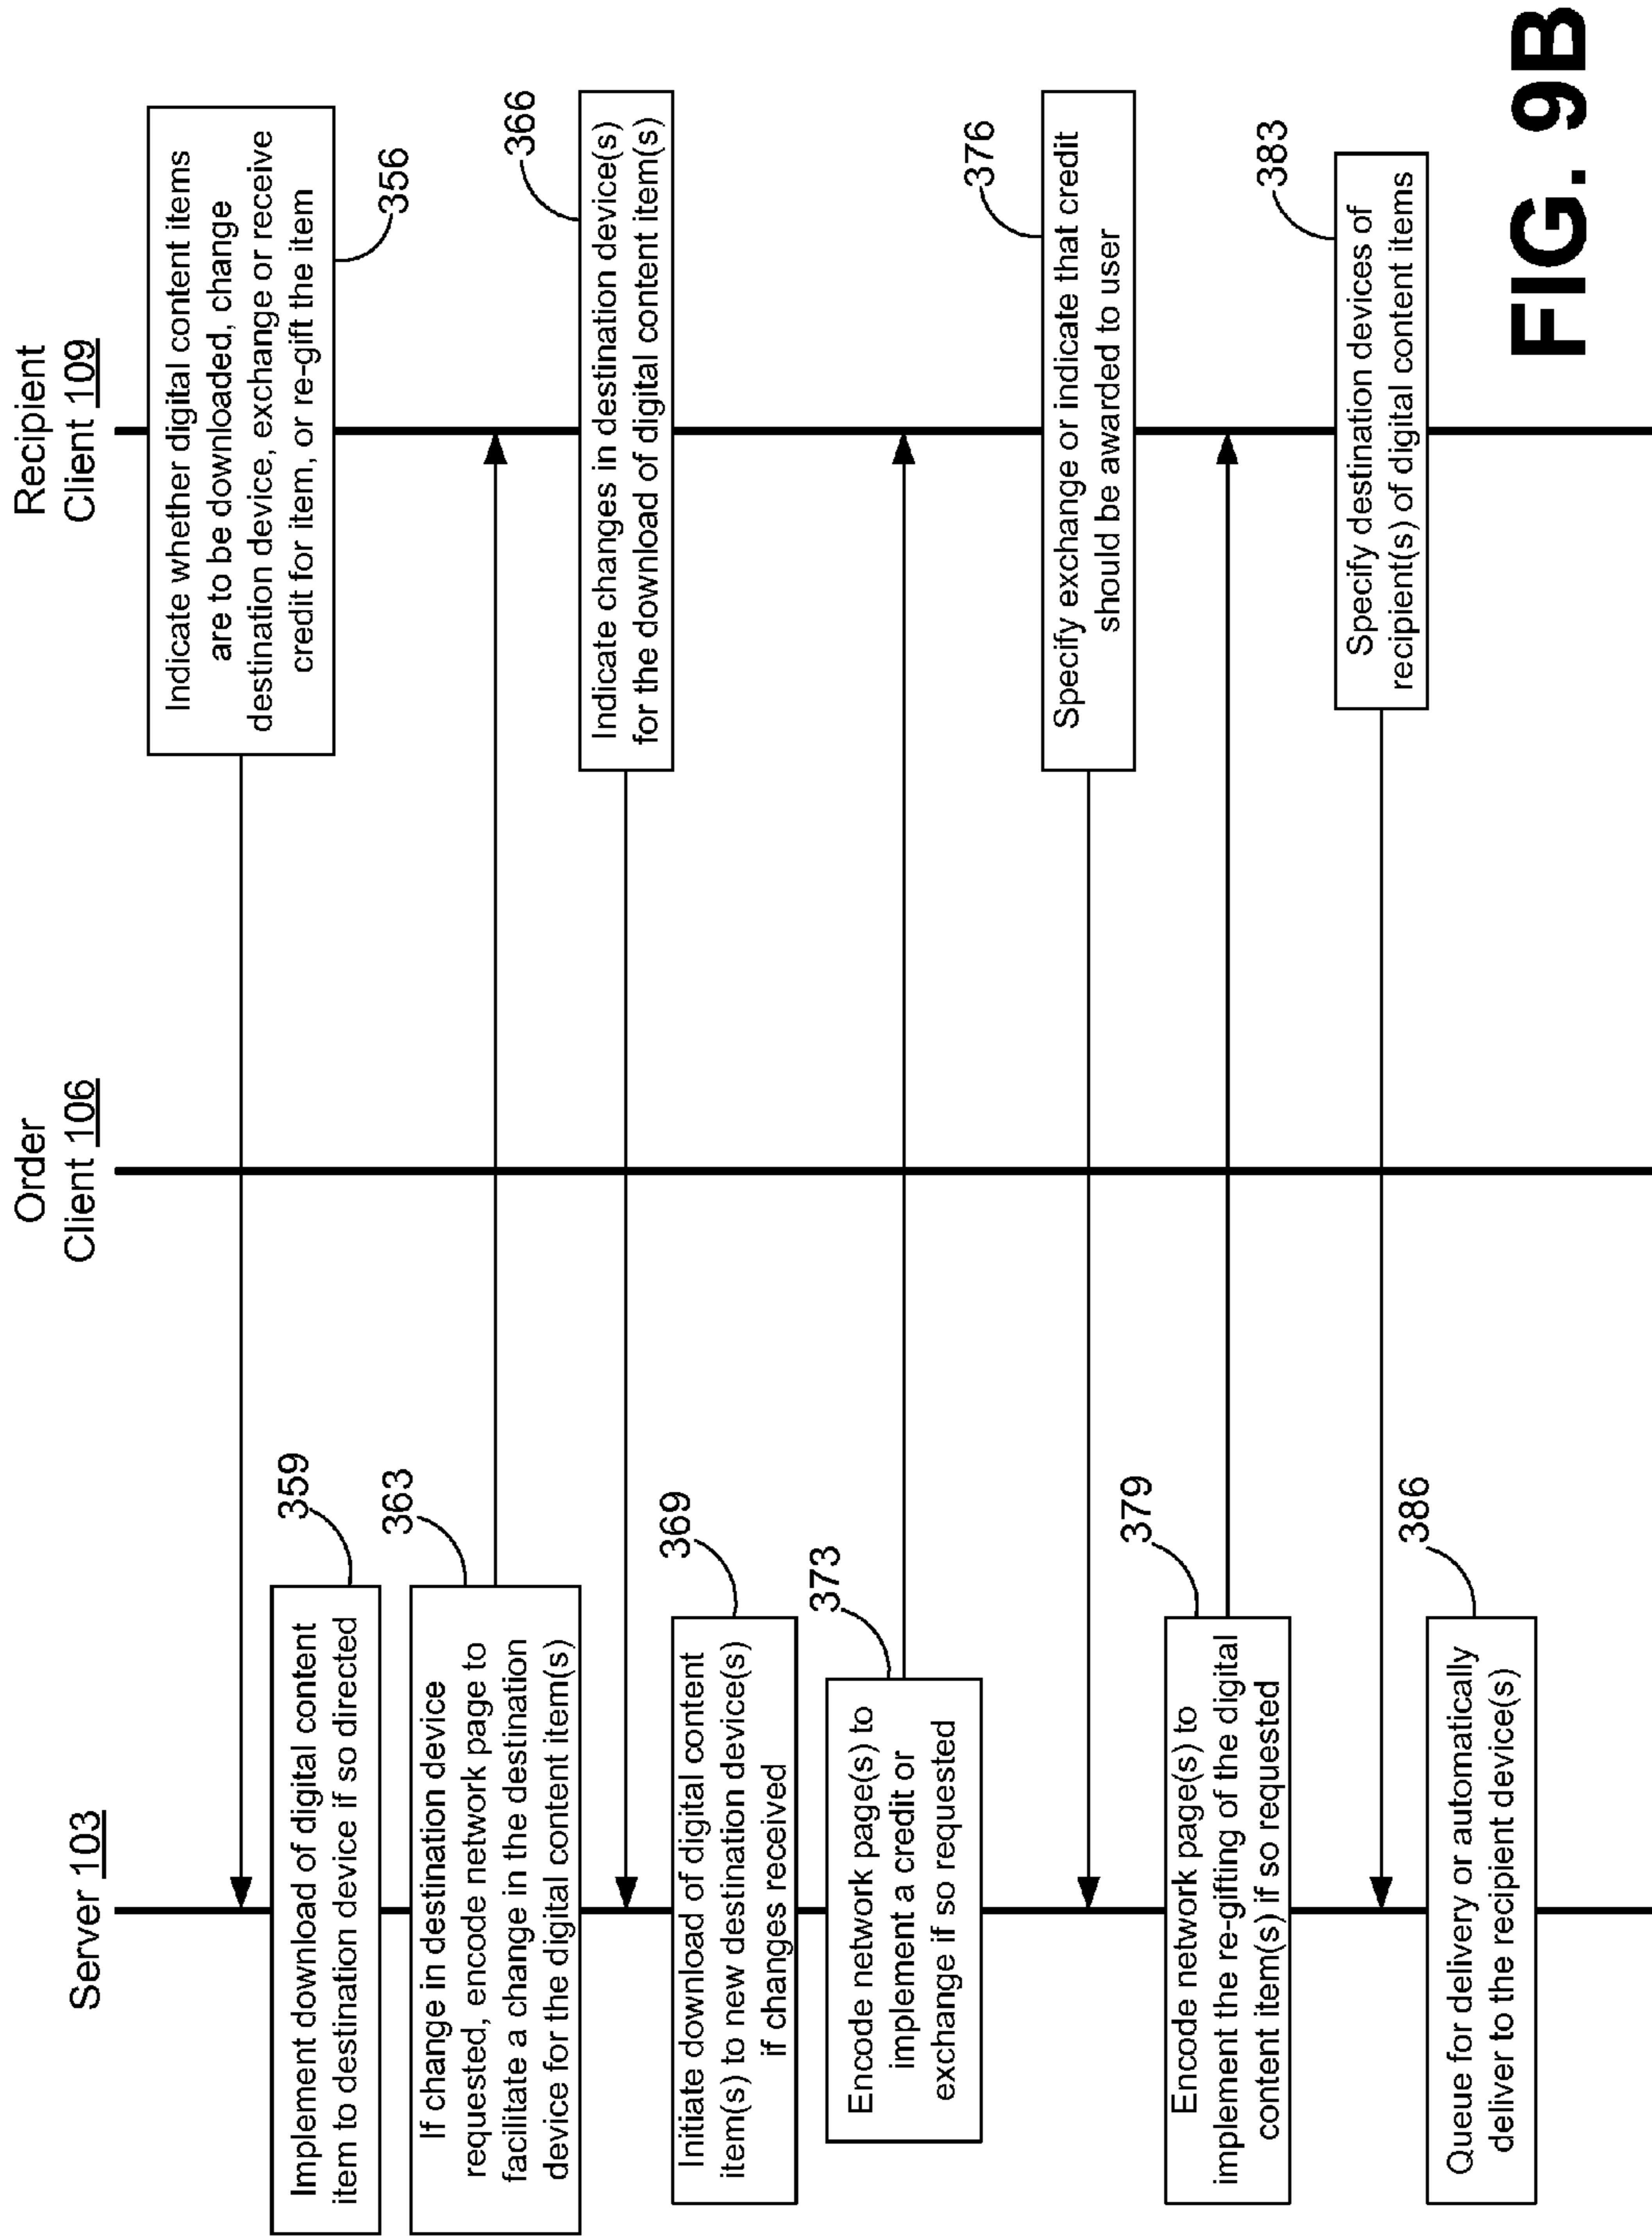 Server 103
Order
Client 106
Recipient
Client 109
Indicate whether digital content items
are to be downloaded, change
destination device, exchange or receive
credit for item, or re-gift the item
356
Implement download of digital content
item to destination device if so directed
359
If change in destination device
requested, encode network page to
facilitate a change in the destination
device for the digital content item(s)
363
Indicate changes in destination device(s)
for the download of digital content item(s)
366
Initiate download of digital content
item(s) to new destination device(s)
if changes received
369
Encode network page(s) to
implement a credit or
exchange if so requested
373
Specify exchange or indicate that credit
should be awarded to user
376
Encode network page(s) to
implement the re-gifting of the digital
content item(s) if so requested
379
Specify destination devices of
recipient(s) of digital content items
383
Queue for delivery or automatically
deliver to the recipient device(s)
386
FIG. 9B